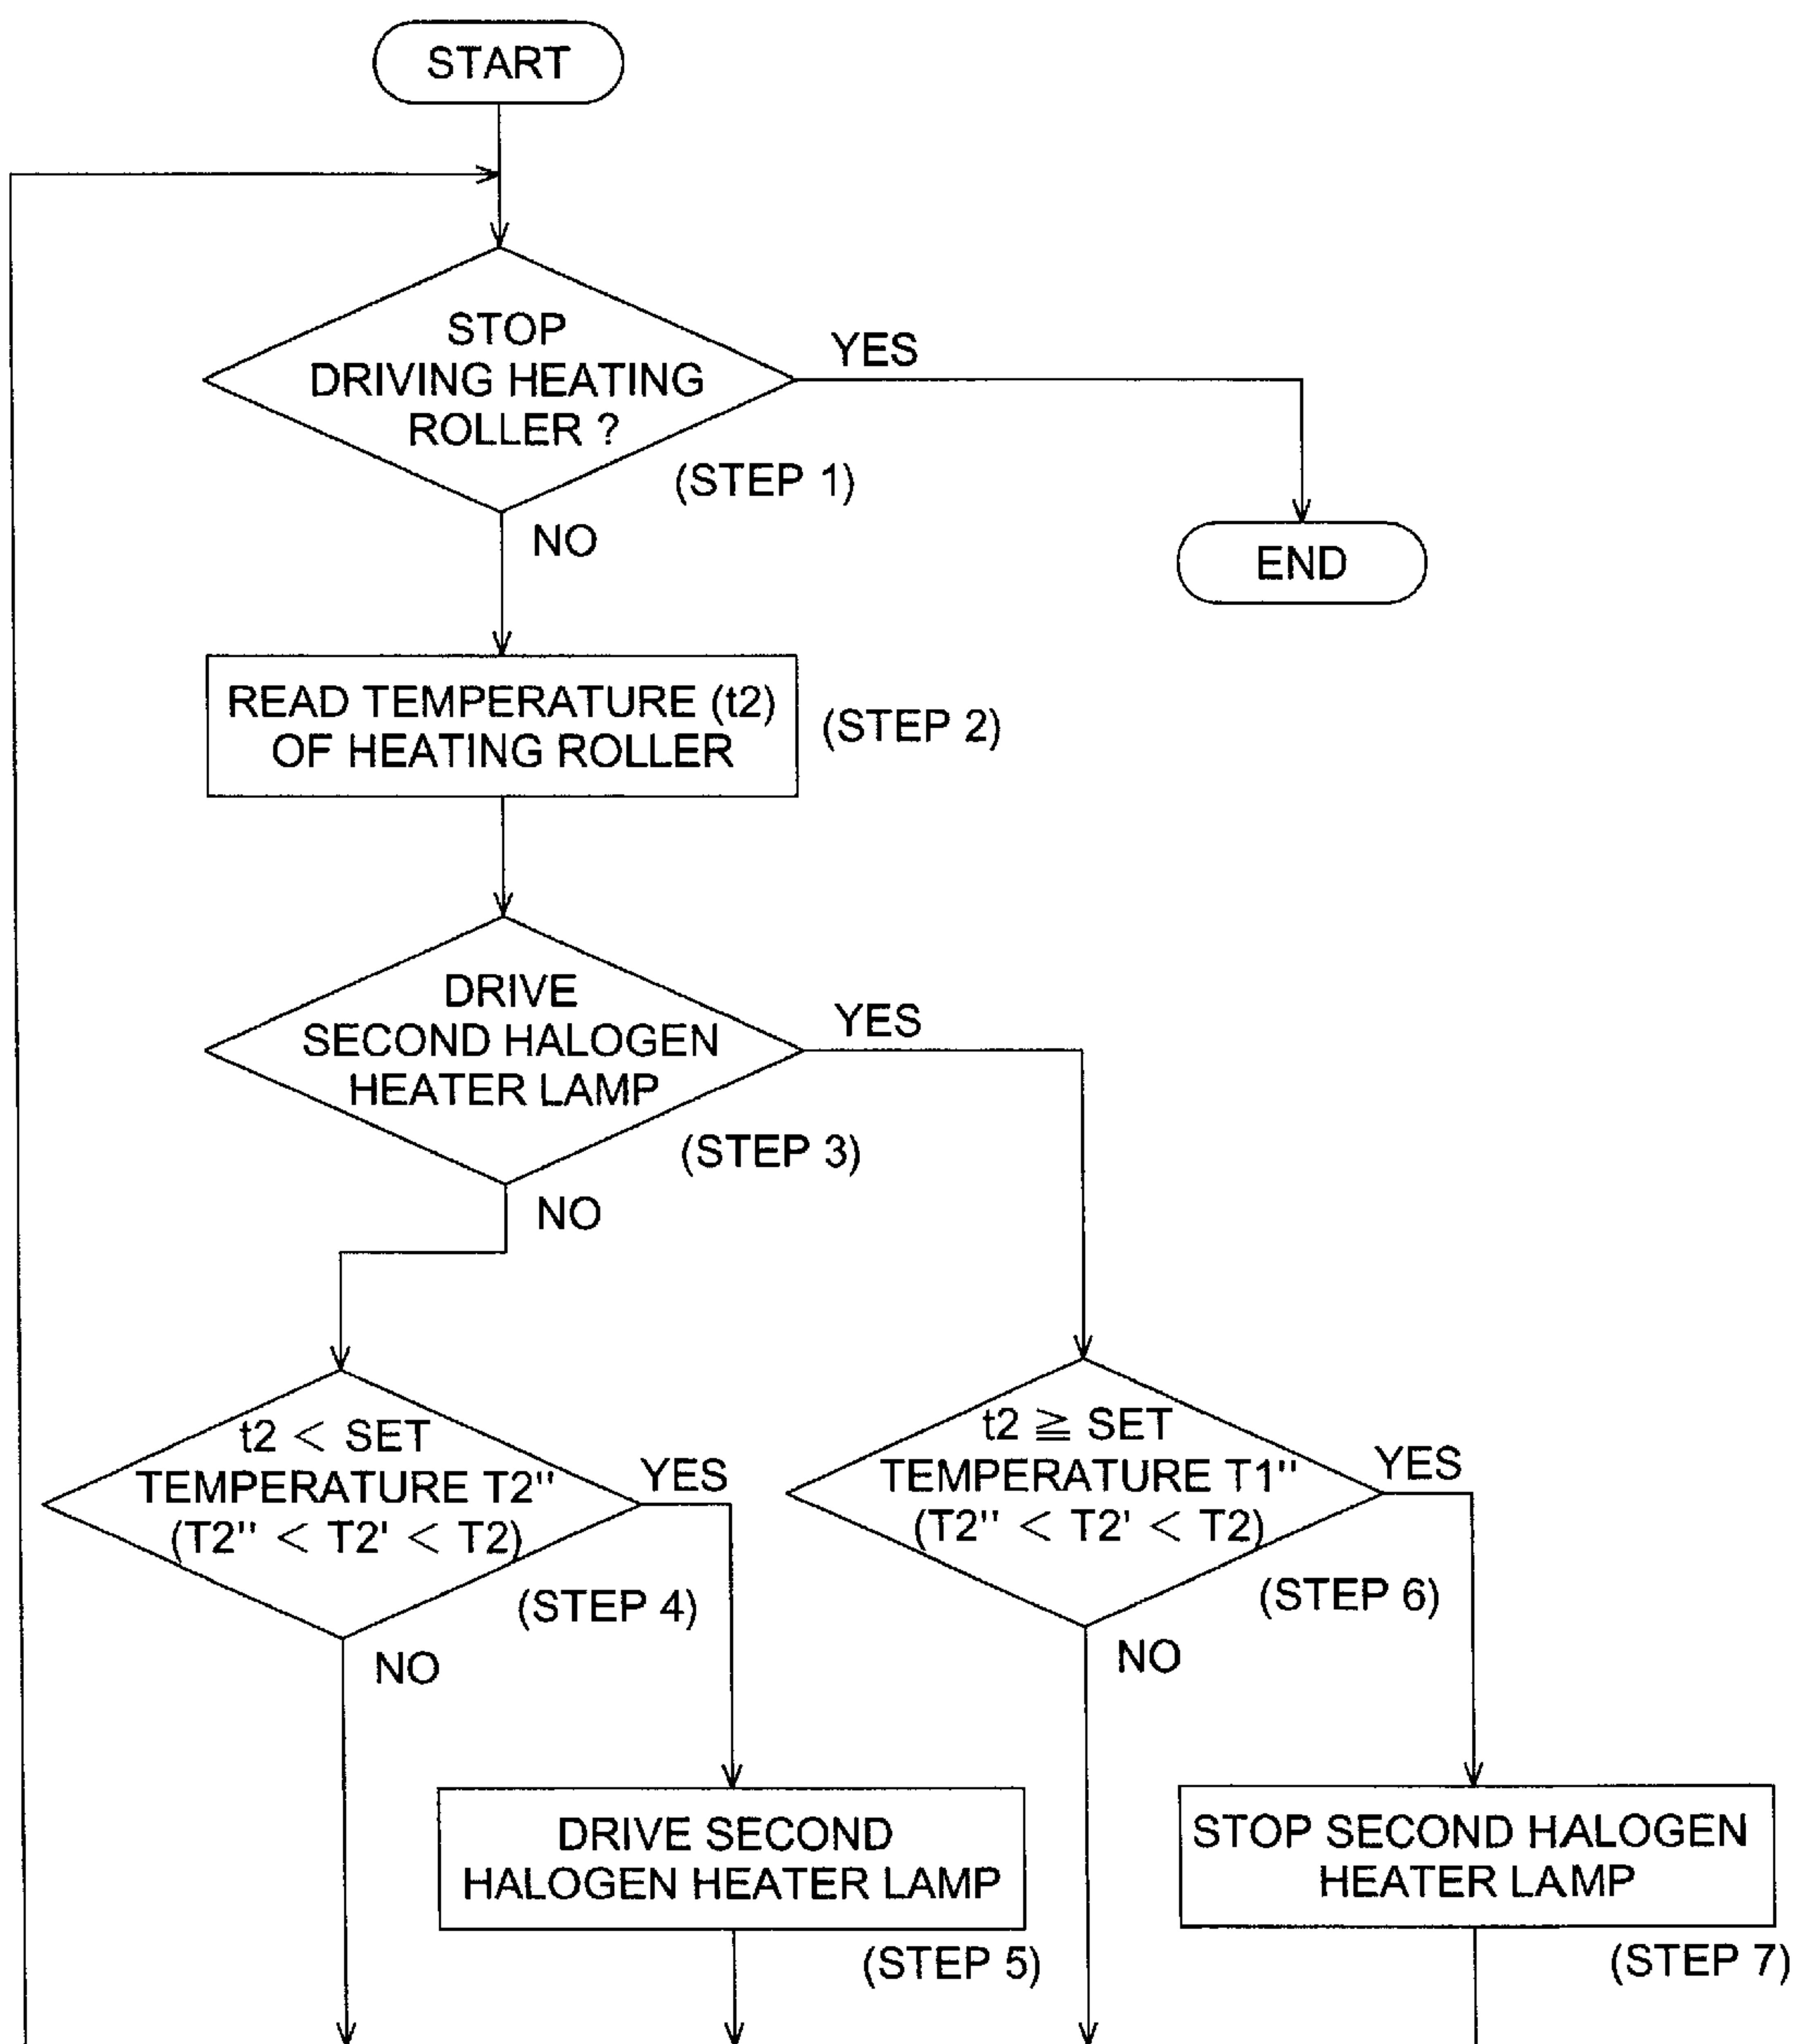 START
STOP
DRIVING HEATING
ROLLER ?
YES
(STEP 1)
NO
END
READ TEMPERATURE (t2)
OF HEATING ROLLER
(STEP 2)
DRIVE
SECOND HALOGEN
HEATER LAMP
YES
(STEP 3)
NO
t2 < SET
TEMPERATURE T2"
(T2" < T2' < T2)
YES
(STEP 4)
NO
t2 ≧ SET
TEMPERATURE T1"
(T2" < T2' < T2)
YES
(STEP 6)
NO
DRIVE SECOND
HALOGEN HEATER LAMP
(STEP 5)
STOP SECOND HALOGEN
HEATER LAMP
(STEP 7)